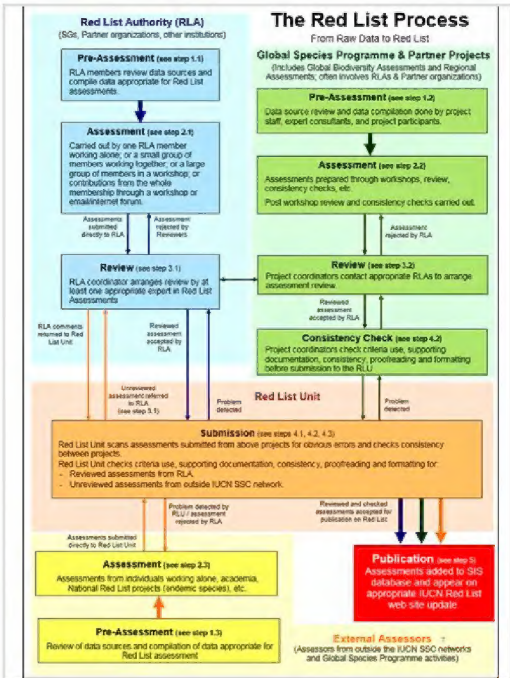 Red List Authority (RLA)
(SGs, Partner organizations, other institutions)
Pre-Assessment (see step 1.1)
RLA members review data sources and
compile data appropriate for Red List
assessments.
Assessment (see step 2.1)
Carried out by one RLA member
working alone; or a small group of
members working together; or a large
group of members in a workshop; or
contributions from the whole
membership through a workshop or
email/internet forum.
Assessments
submitted
directly to RLA
Assessment
rejected by
Reviewers
Review (see step 3.1)
RLA coordinator arranges review by at
least one appropriate expert in Red List
Assessments
RLA comments
returned to Red
List Unit
Reviewed
assessment
accepted by
RLA
Unreviewed
assessment referred
to RLA
(see step 3.1)
Problem
detected
The Red List Process
From Raw Data to Red List
Global Species Programme & Partner Projects
(Includes Global Biodiversity Assessments and Regional
Assessments; often involves RLAs & Partner organizations)
Pre-Assessment (see step 1.2)
Data source review and data compilation done by project
staff, expert consultants, and project participants.
Assessment (see step 2.2)
Assessments prepared through workshops, review,
consistency checks, etc.
Post workshop review and consistency checks carried out.
Assessment
rejected by RLA
Review (see step 3.2)
Project coordinators contact appropriate RLAs to arrange
assessment review.
Reviewed
assessment
accepted by RLA
Consistency Check (see step 4.2)
Project coordinators check criteria use, supporting
documentation, consistency, proofreading and formatting
before submission to the RLU
Problem
detected
Red List Unit
Submission (see steps 4.1, 4.2, 4.3)
Red List Unit scans assessments submitted from above projects for obvious errors and checks consistency
between projects.
Red List Unit checks criteria use, supporting documentation, consistency, proofreading and formatting for:
- Reviewed assessments from RLA.
- Unreviewed assessments from outside IUCN SSC network.
Assessments submitted
directly to Red List Unit
Problem detected by
RLU / assessment
rejected by RLA
Reviewed and checked
assessments accepted for
publication on Red List
Assessment (see step 2.3)
Assessments from individuals working alone, academia,
National Red List projects (endemic species), etc.
Pre-Assessment (see step 1.3)
Review of data sources and compilation of data appropriate for
Red List assessment
Publication (see step 5)
Assessments added to SIS
database and appear on
appropriate IUCN Red List
web site update
External Assessors
(Assessors from outside the IUCN SSC networks
and Global Species Programme activities)